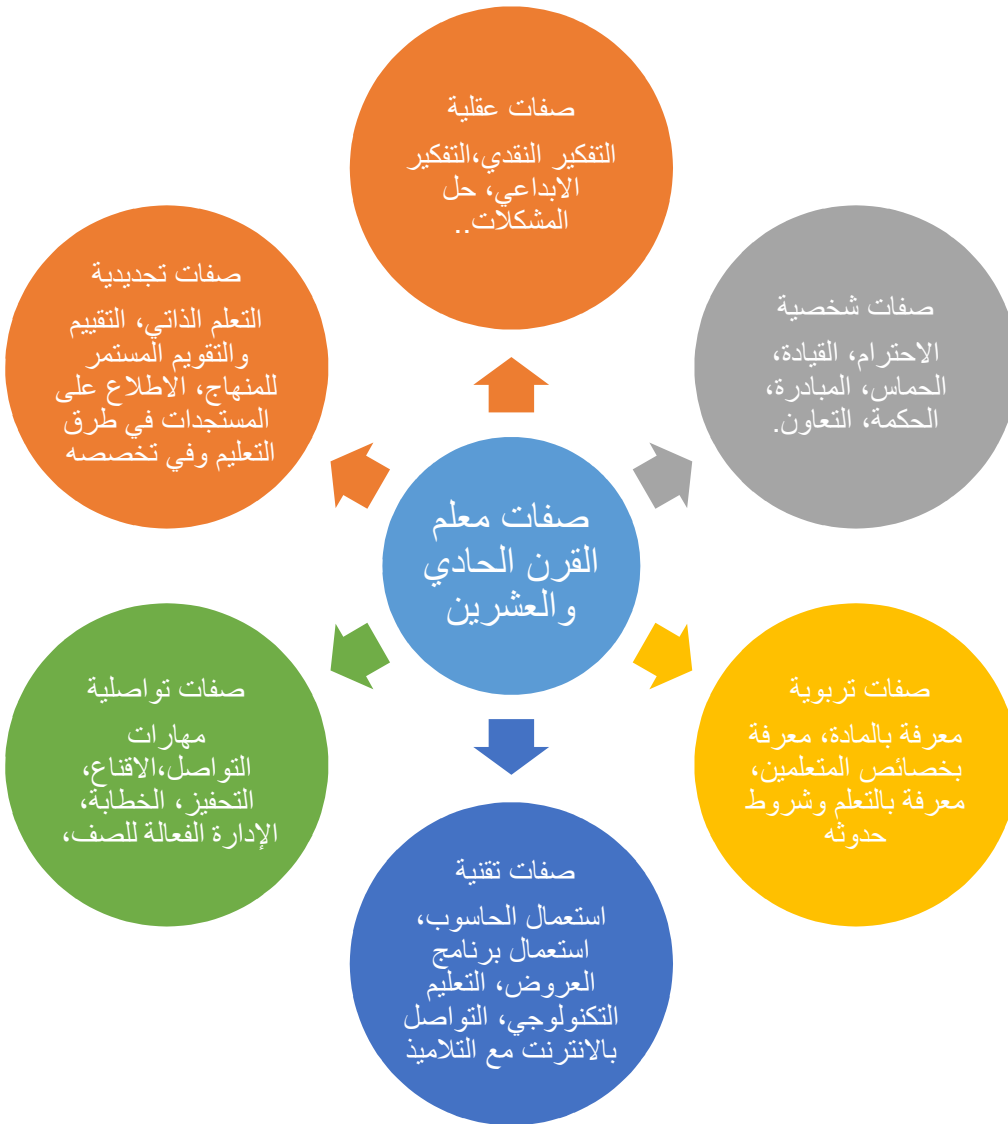 صفات عقلية
التفكير النقدي،التفكير
الابداعي، حل
المشكلات..
صفات شخصية
الاحترام، القيادة،
الحماس، المبادرة،
الحكمة، التعاون.
صفات تجديدية
التعلم الذاتي، التقييم
والتقويم المستمر
للمنهاج، الاطلاع على
المستجدات في طرق
التعليم وفي تخصصه
صفات معلم
القرن الحادي
والعشرين
صفات تربوية
معرفة بالمادة، معرفة
بخصائص المتعلمين،
معرفة بالتعلم وشروط
حدوثه
صفات تواصلية
مهارات
التواصل،الاقناع،
التحفيز، الخطابة،
الإدارة الفعالة للصف،
صفات تقنية
استعمال الحاسوب،
استعمال برنامج
العروض، التعليم
التكنولوجي، التواصل
بالانترنت مع التلاميذ